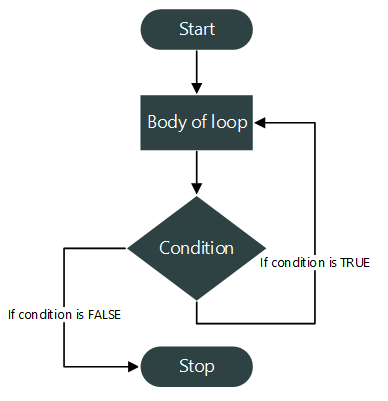 Start
Body of loop
Condition
If condition is TRUE
If condition is FALSE
Stop